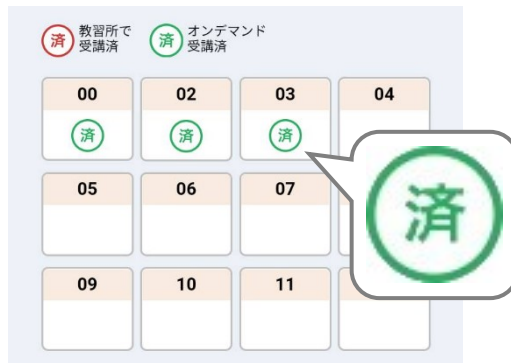 済 教習所で
受講済
済 オンデマンド
受講済
00 02 03 04
済 済 済
済
05 06 07
09 10 11